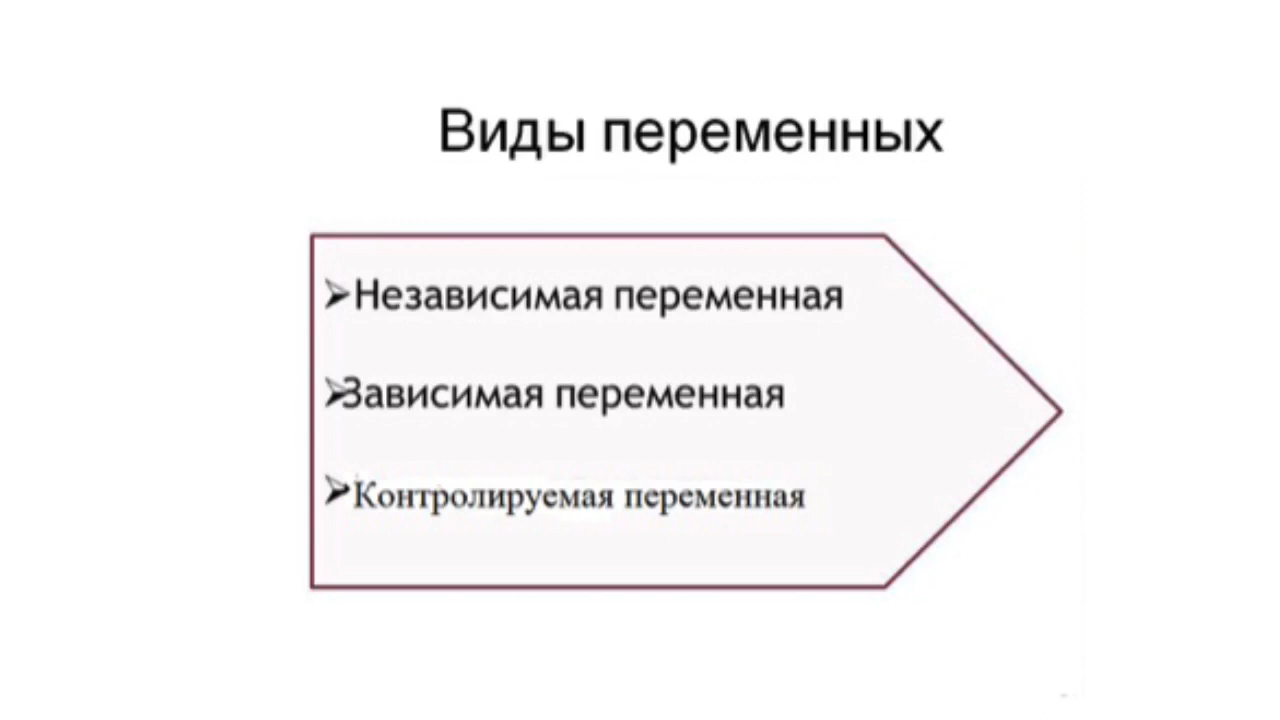 Виды переменных
Независимая переменная
Зависимая переменная
Контролируемая переменная